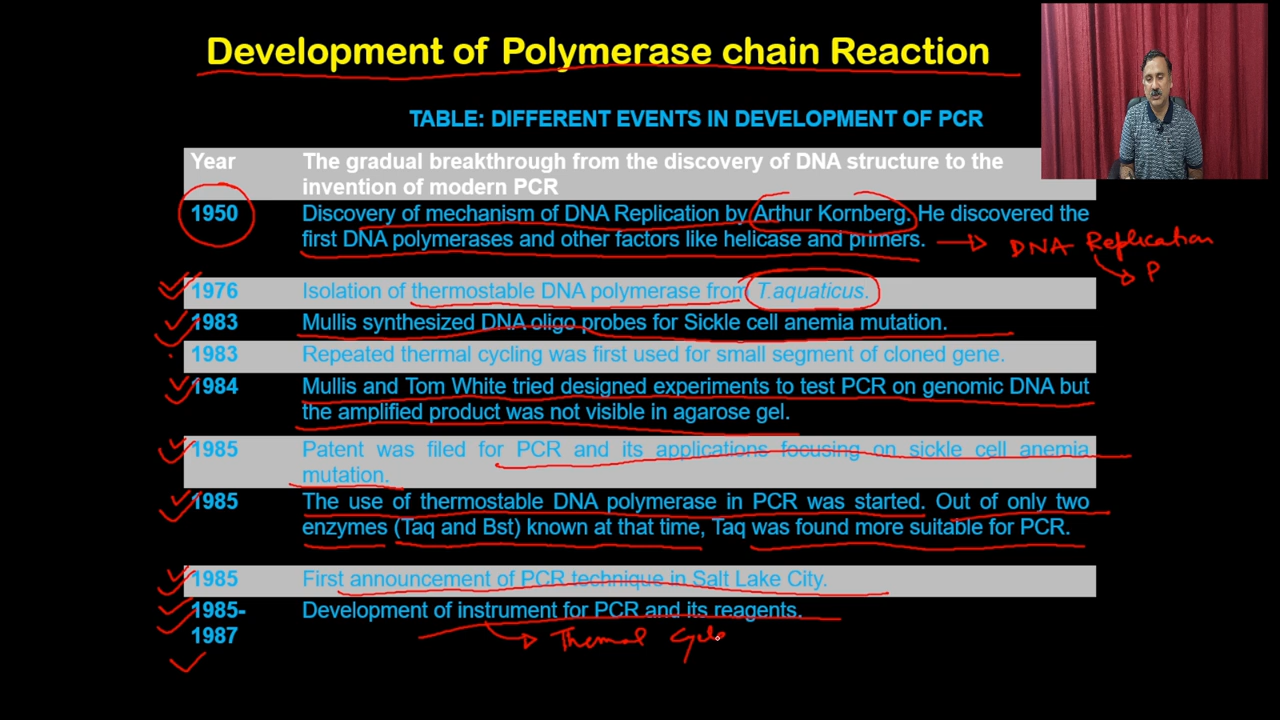 Development of Polymerase chain Reaction
TABLE: DIFFERENT EVENTS IN DEVELOPMENT OF PCR
Year The gradual breakthrough from the discovery of DNA structure to the
invention of modern PCR
1950 Discovery of mechanism of DNA Replication by Arthur Kornberg. He discovered the
first DNA polymerases and other factors like helicase and primers.
DNA Replication
P
1976 Isolation of thermostable DNA polymerase from T.aquaticus.
1983 Mullis synthesized DNA oligo probes for Sickle cell anemia mutation.
1983 Repeated thermal cycling was first used for small segment of cloned gene.
1984 Mullis and Tom White tried designed experiments to test PCR on genomic DNA but
the amplified product was not visible in agarose gel.
1985 Patent was filed for PCR and its applications focusing on sickle cell anemia
mutation.
1985 The use of thermostable DNA polymerase in PCR was started. Out of only two
enzymes (Taq and Bst) known at that time, Taq was found more suitable for PCR.
1985 First announcement of PCR technique in Salt Lake City.
1985- Development of instrument for PCR and its reagents.
1987
Thermal